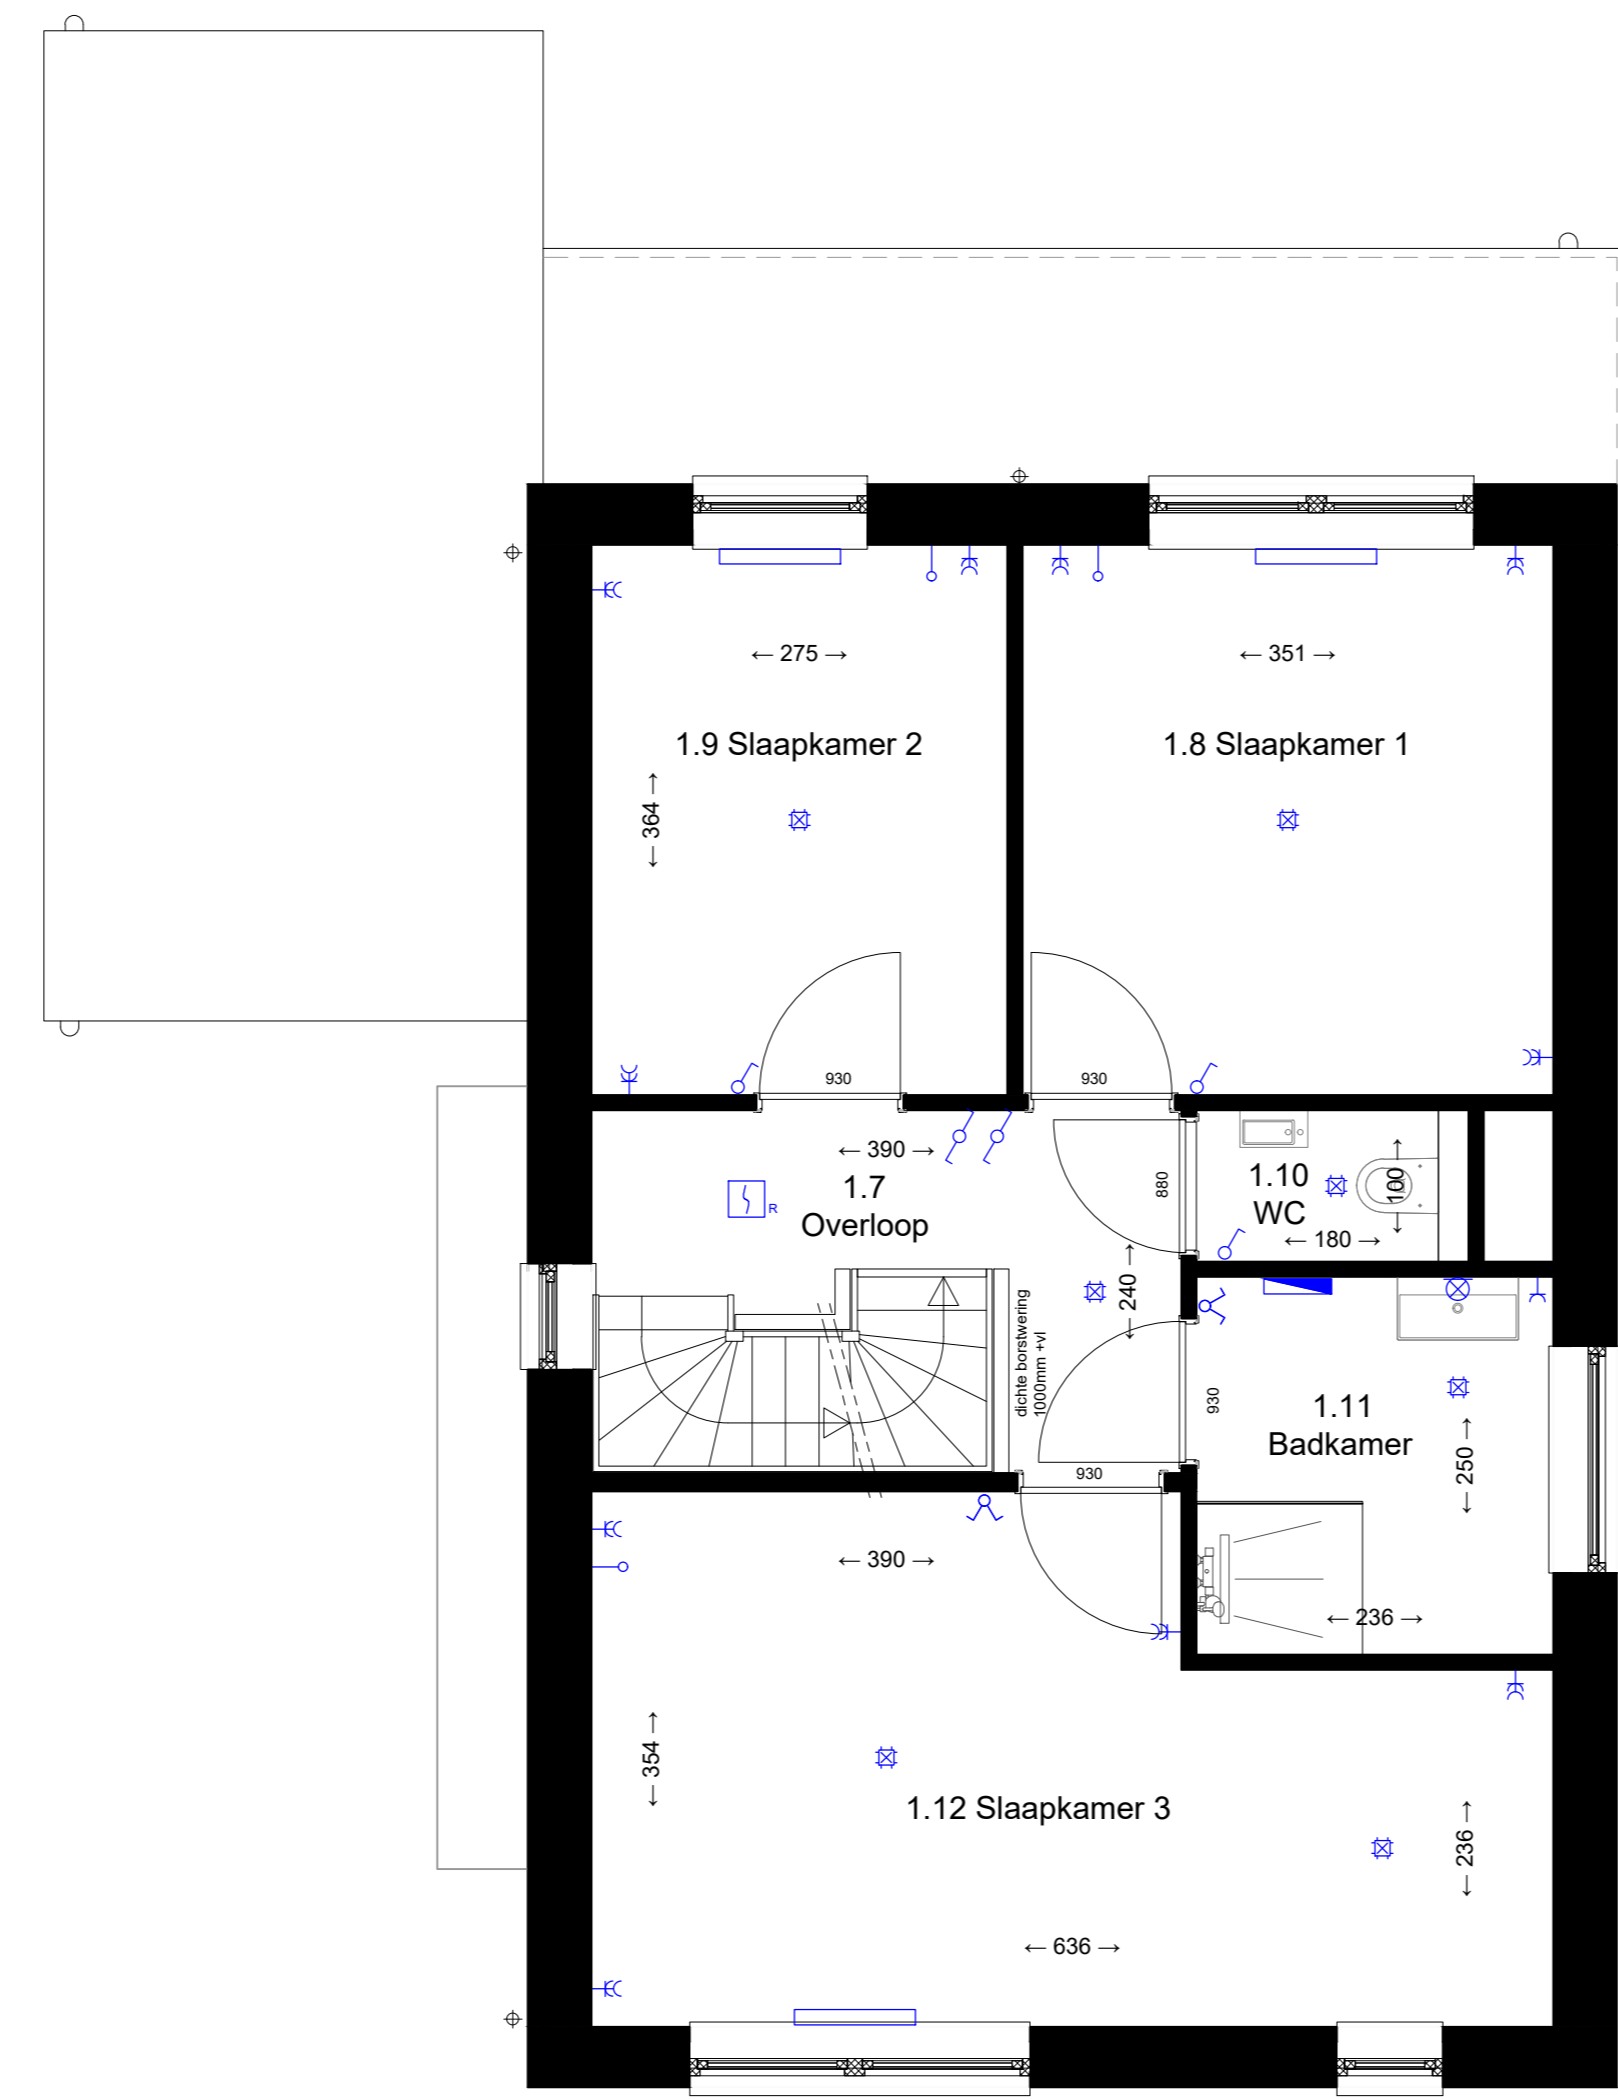 ← 275 →
← 351 →
1.9 Slaapkamer 2
1.8 Slaapkamer 1
← 364 →
930
930
← 390 →
1.7
Overloop
R
880
1.10
WC
100
← 180 →
← 240 →
dichte borstwering
1000mm +vl
930
1.11
Badkamer
← 250 →
930
← 390 →
← 236 →
← 354 →
1.12 Slaapkamer 3
← 236 →
← 636 →